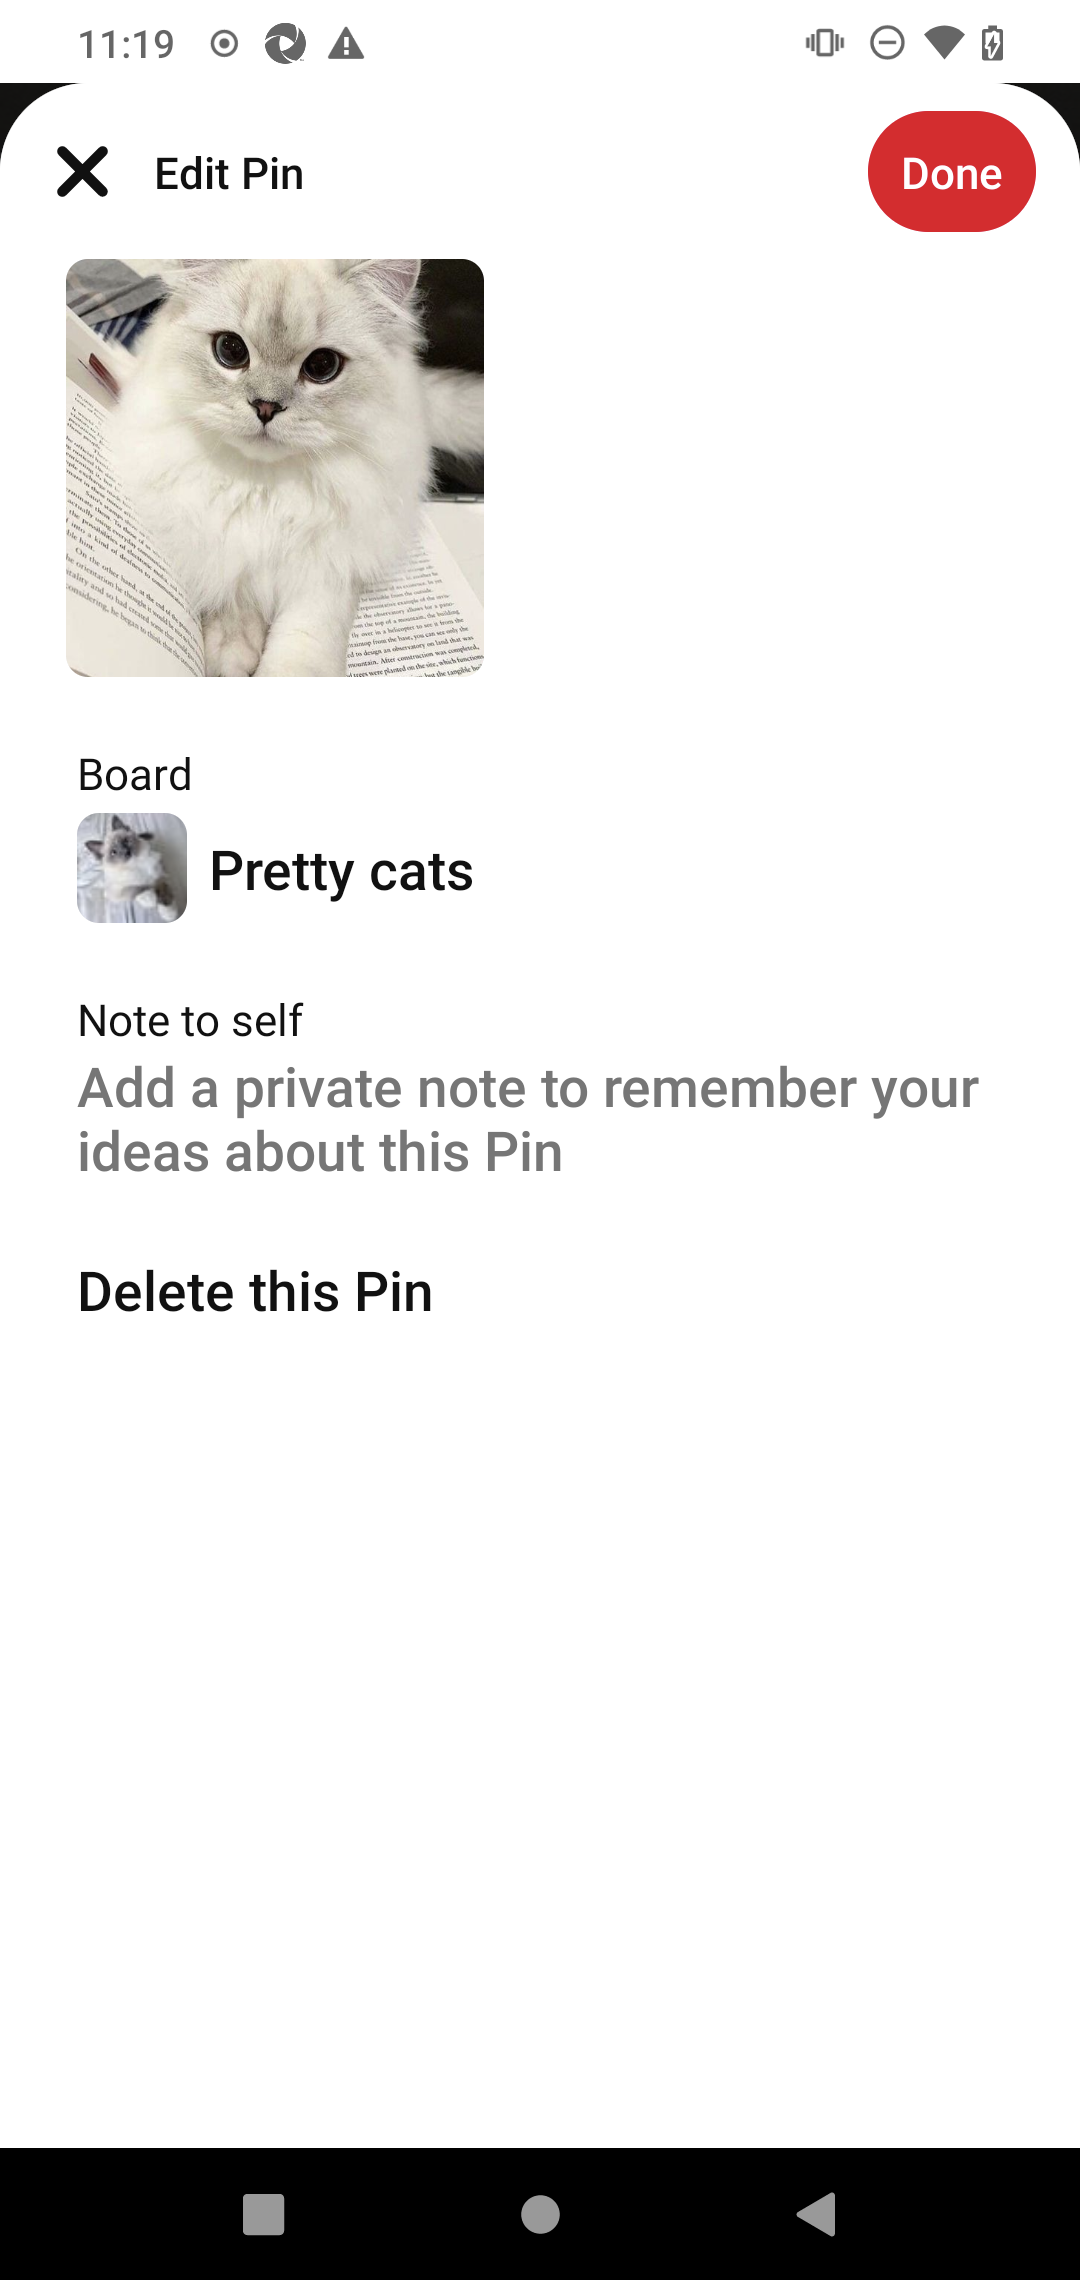 11:19
Edit Pin
Done
Board
Pretty cats
Note to self
Add a private note to remember your
ideas about this Pin
Delete this Pin